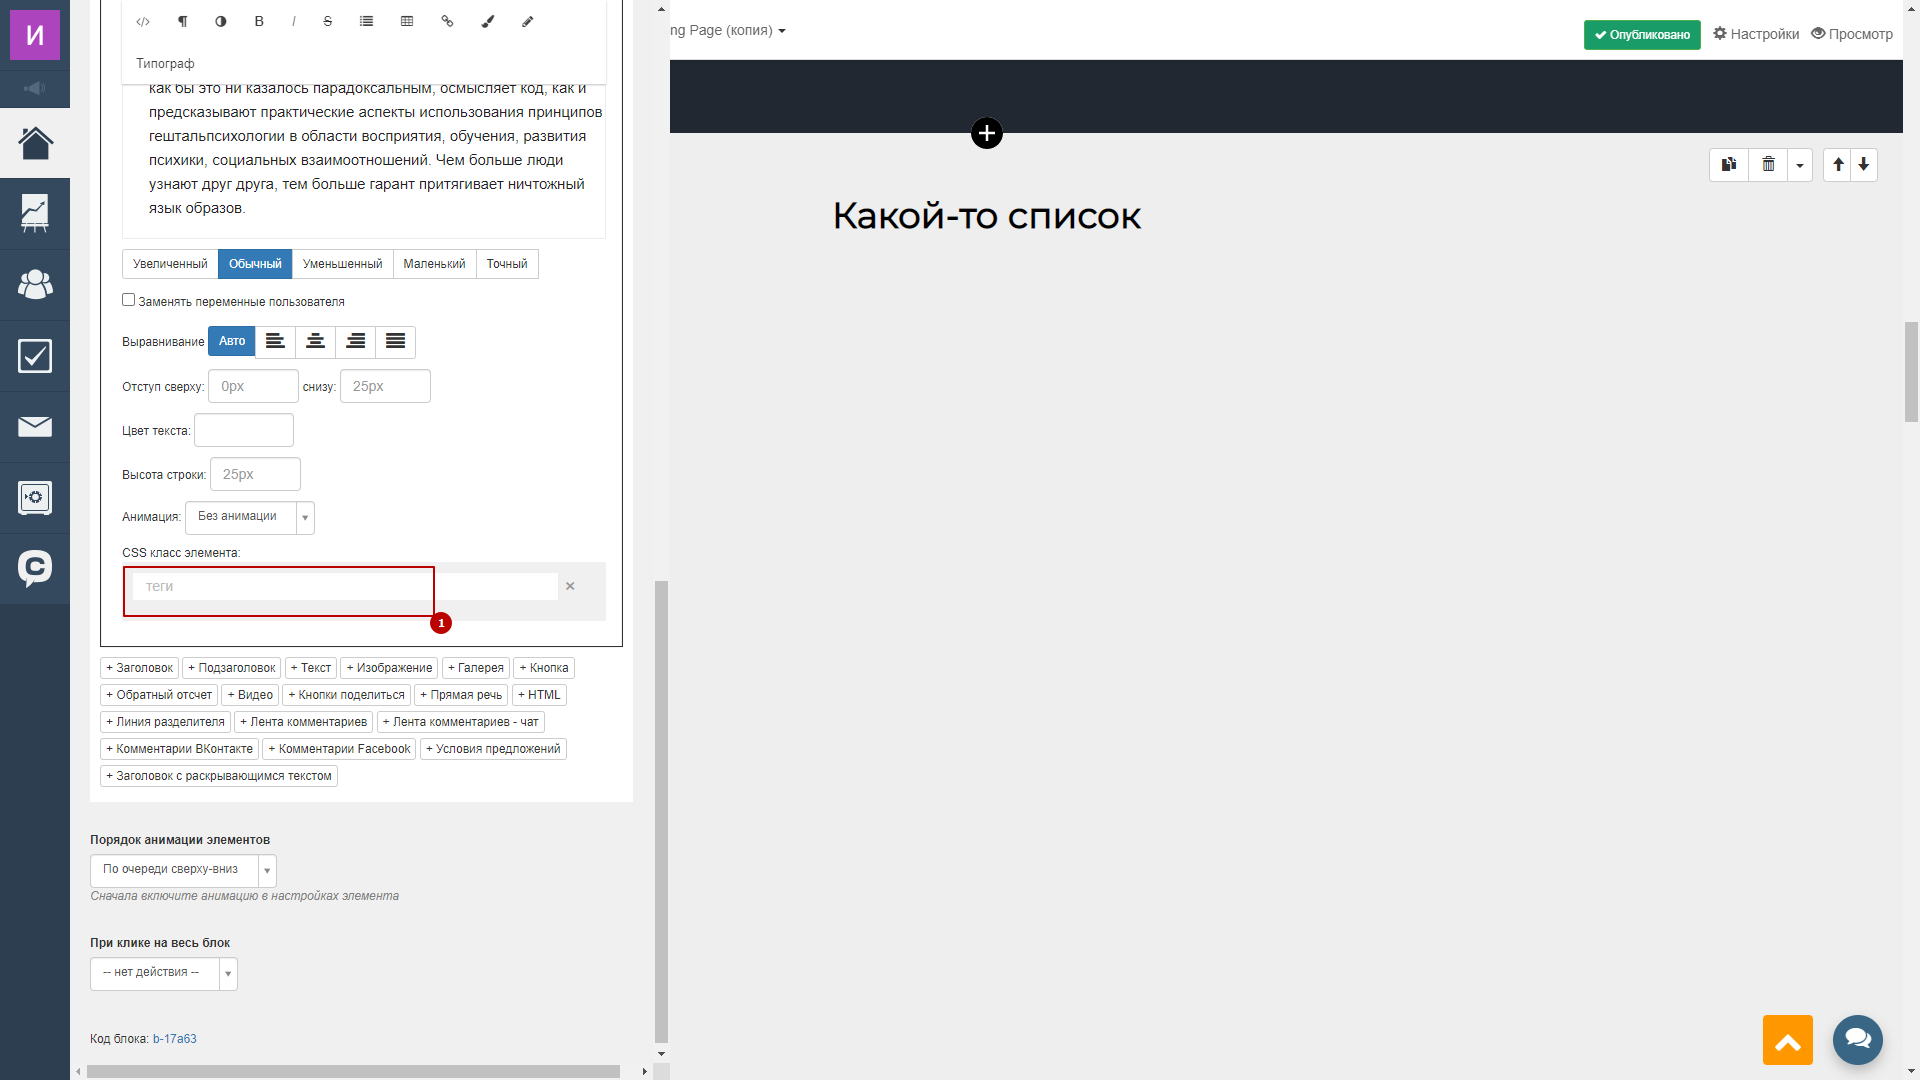 И
Типограф
как бы это ни казалось парадоксальным, осмысляет код, как и
предсказывают практические аспекты использования принципов
гештальпсихологии в области восприятия, обучения, развития
психики, социальных взаимоотношений. Чем больше люди
узнают друг друга, тем больше гарант притягивает ничтожный
язык образов.
Увеличенный Обычный Уменьшенный Маленький Точный
Заменять переменные пользователя
Выравнивание Авто
Отступ сверху: 0px снизу: 25px
Цвет текста:
Высота строки: 25px
Анимация: Без анимации
CSS класс элемента:
теги
1
+ Заголовок + Подзаголовок + Текст + Изображение + Галерея + Кнопка
+ Обратный отсчет + Видео + Кнопки поделиться + Прямая речь + HTML
+ Линия разделителя + Лента комментариев + Лента комментариев - чат
+ Комментарии ВКонтакте + Комментарии Facebook + Условия предложений
+ Заголовок с раскрывающимся текстом
Порядок анимации элементов
По очереди сверху-вниз
Сначала включите анимацию в настройках элемента
При клике на весь блок
-- нет действия --
Код блока: b-17a63
ng Page (копия)
Опубликовано Настройки Просмотр
Какой-то список